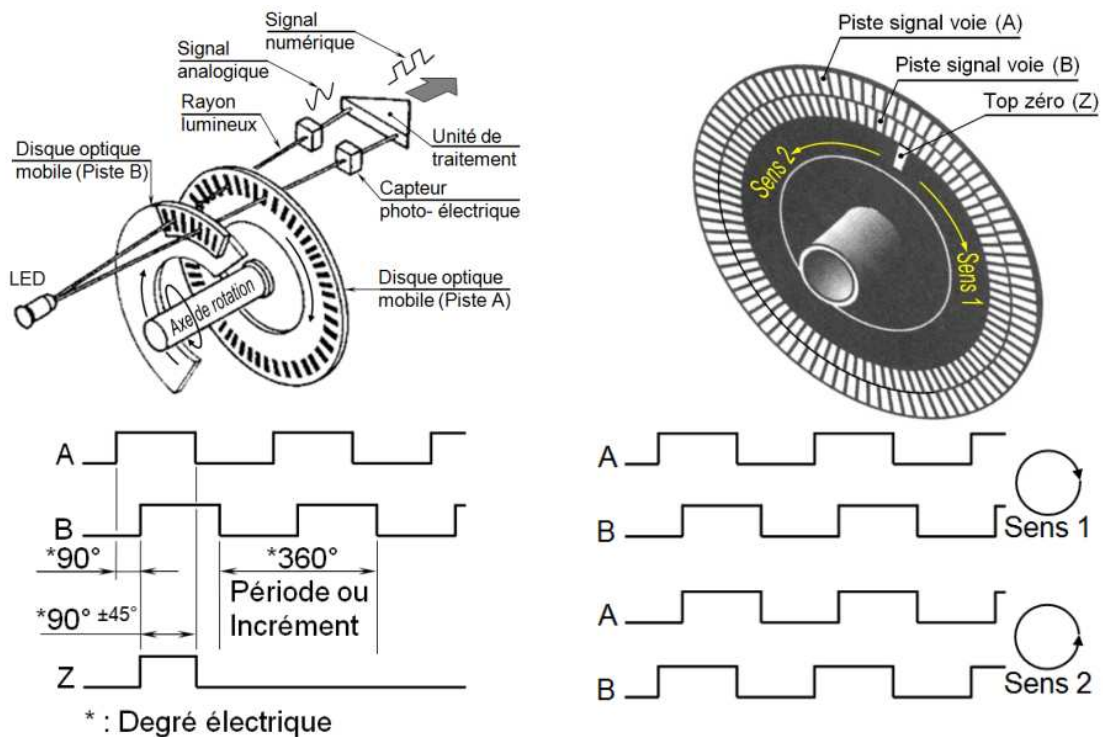 Signal
numérique
Signal
analogique
Rayon
lumineux
Disque optique
mobile (Piste B)
Unité de
traitement
Capteur
photo- électrique
LED
Axe de rotation
Disque optique
mobile (Piste A)
Piste signal voie (A)
Piste signal voie (B)
Top zéro (Z)
Sens 2
Sens 1
A
B
*90°
*360°
Période ou
Incrément
*90° ±45°
Z
* : Degré électrique
A
B
Sens 1
A
B
Sens 2